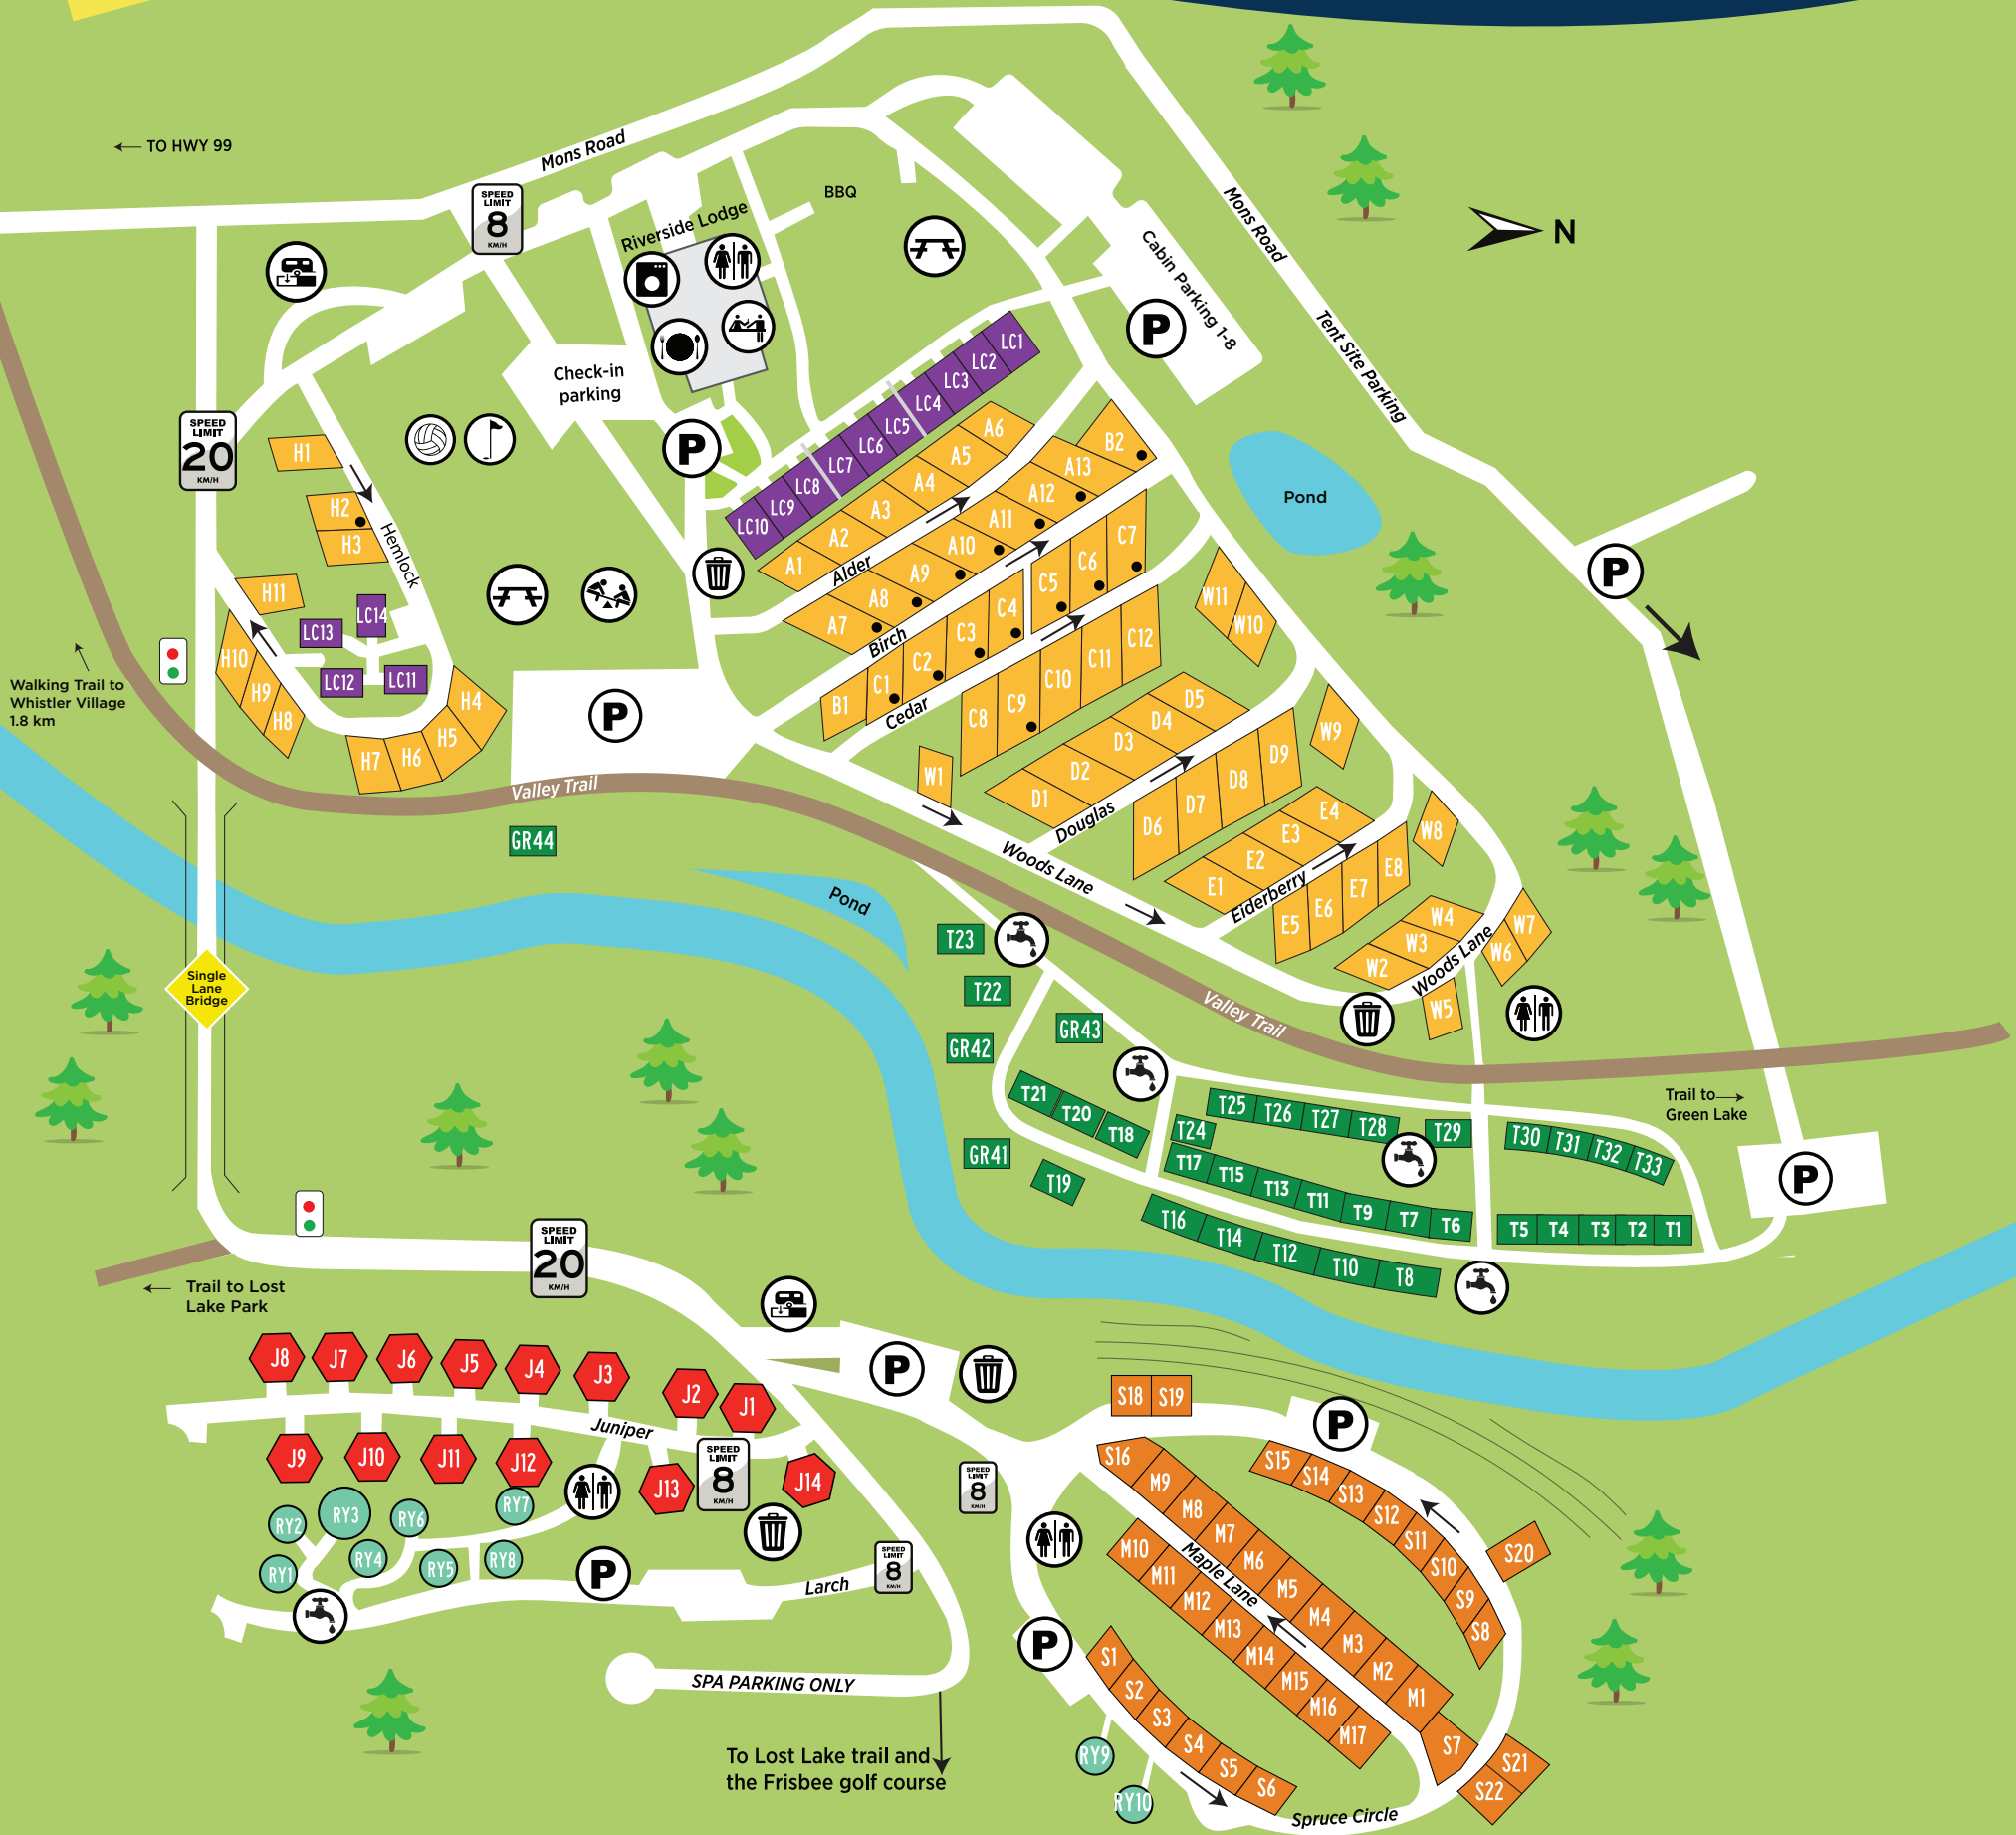 TO HWY 99
Mons Road
SPEED
LIMIT
8
KM/H
BBQ
Riverside Lodge
Mons Road
N
Cabin Parking 1-8
P
Tent Site Parking
Check-in
parking
LC1
LC2
LC3
LC4
LC5
LC6
LC7
LC8
LC9
LC10
SPEED
LIMIT
20
KM/H
P
Pond
P
H1
H2
H3
Hemlock
H11
H10
H9
H8
H7
H6
H5
H4
LC14
LC13
LC12
LC11
A1
A2
A3
A4
A5
A6
Alder
A7
A8
A9
A10
A11
A12
A13
B2
Birch
B1
C1
C2
C3
C4
C5
C6
C7
Cedar
C8
C9
C10
C11
C12
W11
W10
W9
W8
W1
P
Walking Trail to
Whistler Village
1.8 km
Valley Trail
D1
D2
D3
D4
D5
Douglas
D6
D7
D8
D9
Woods Lane
E1
E2
E3
E4
Eiderberry
E5
E6
E7
E8
W2
W3
W4
Woods Lane
W5
W6
W7
GR44
Pond
T23
T22
GR42
GR43
GR41
Valley Trail
Single
Lane
Bridge
T21
T20
T18
T19
T24
T25
T26
T27
T28
T29
T30
T31
T32
T33
T17
T15
T13
T11
T9
T7
T6
T5
T4
T3
T2
T1
T16
T14
T12
T10
T8
Trail to
Green Lake
P
Trail to Lost
Lake Park
SPEED
LIMIT
20
KM/H
P
J8
J7
J6
J5
J4
J3
J2
J1
Juniper
J9
J10
J11
J12
J13
J14
SPEED
LIMIT
8
KM/H
RY1
RY2
RY3
RY4
RY5
RY6
RY7
RY8
P
Larch
SPEED
LIMIT
8
KM/H
SPEED
LIMIT
8
KM/H
SPA PARKING ONLY
To Lost Lake trail and
the Frisbee golf course
S18
S19
P
S16
M9
M8
M7
M6
M5
M4
M3
M2
M1
Maple Lane
M10
M11
M12
M13
M14
M15
M16
M17
S15
S14
S13
S12
S11
S10
S9
S8
S20
P
S1
S2
S3
S4
S5
S6
S7
S21
S22
RY9
RY10
Spruce Circle